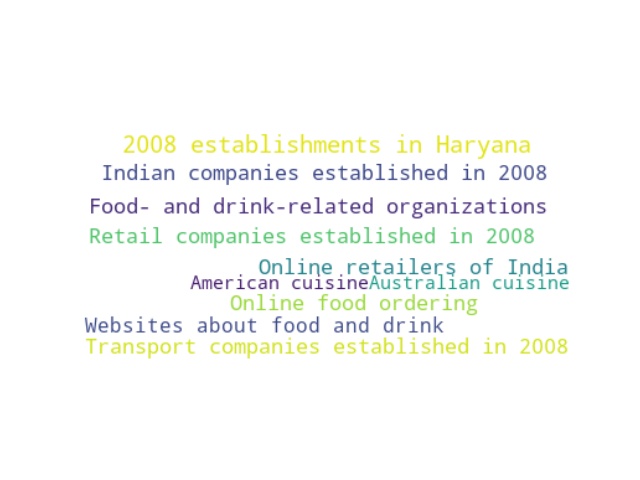 2008 establishments in Haryana
Indian companies established in 2008
Food- and drink-related organizations
Retail companies established in 2008
Online retailers of India
American cuisine Australian cuisine
Online food ordering
Websites about food and drink
Transport companies established in 2008